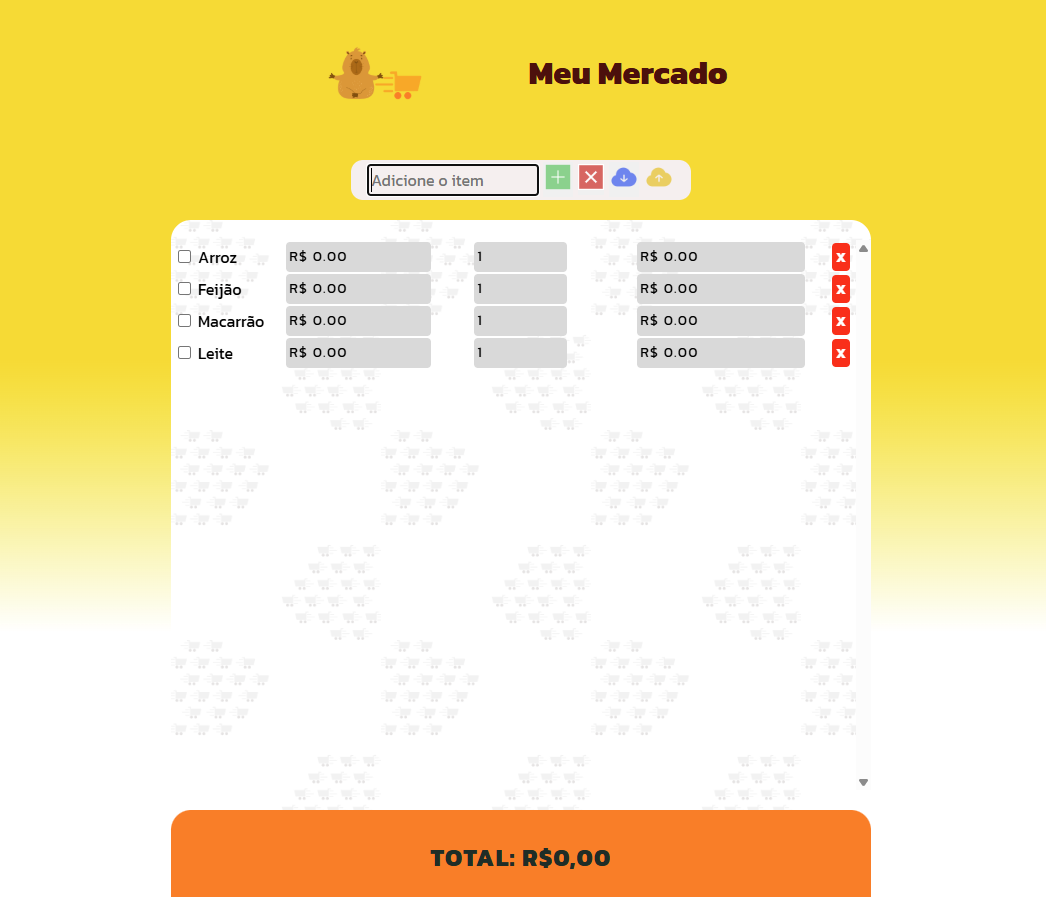 Meu Mercado
Adicione o item
Arroz R$ 0.00 1 R$ 0.00 x
Feijão R$ 0.00 1 R$ 0.00 x
Macarrão R$ 0.00 1 R$ 0.00 x
Leite R$ 0.00 1 R$ 0.00 x
TOTAL: R$0,00